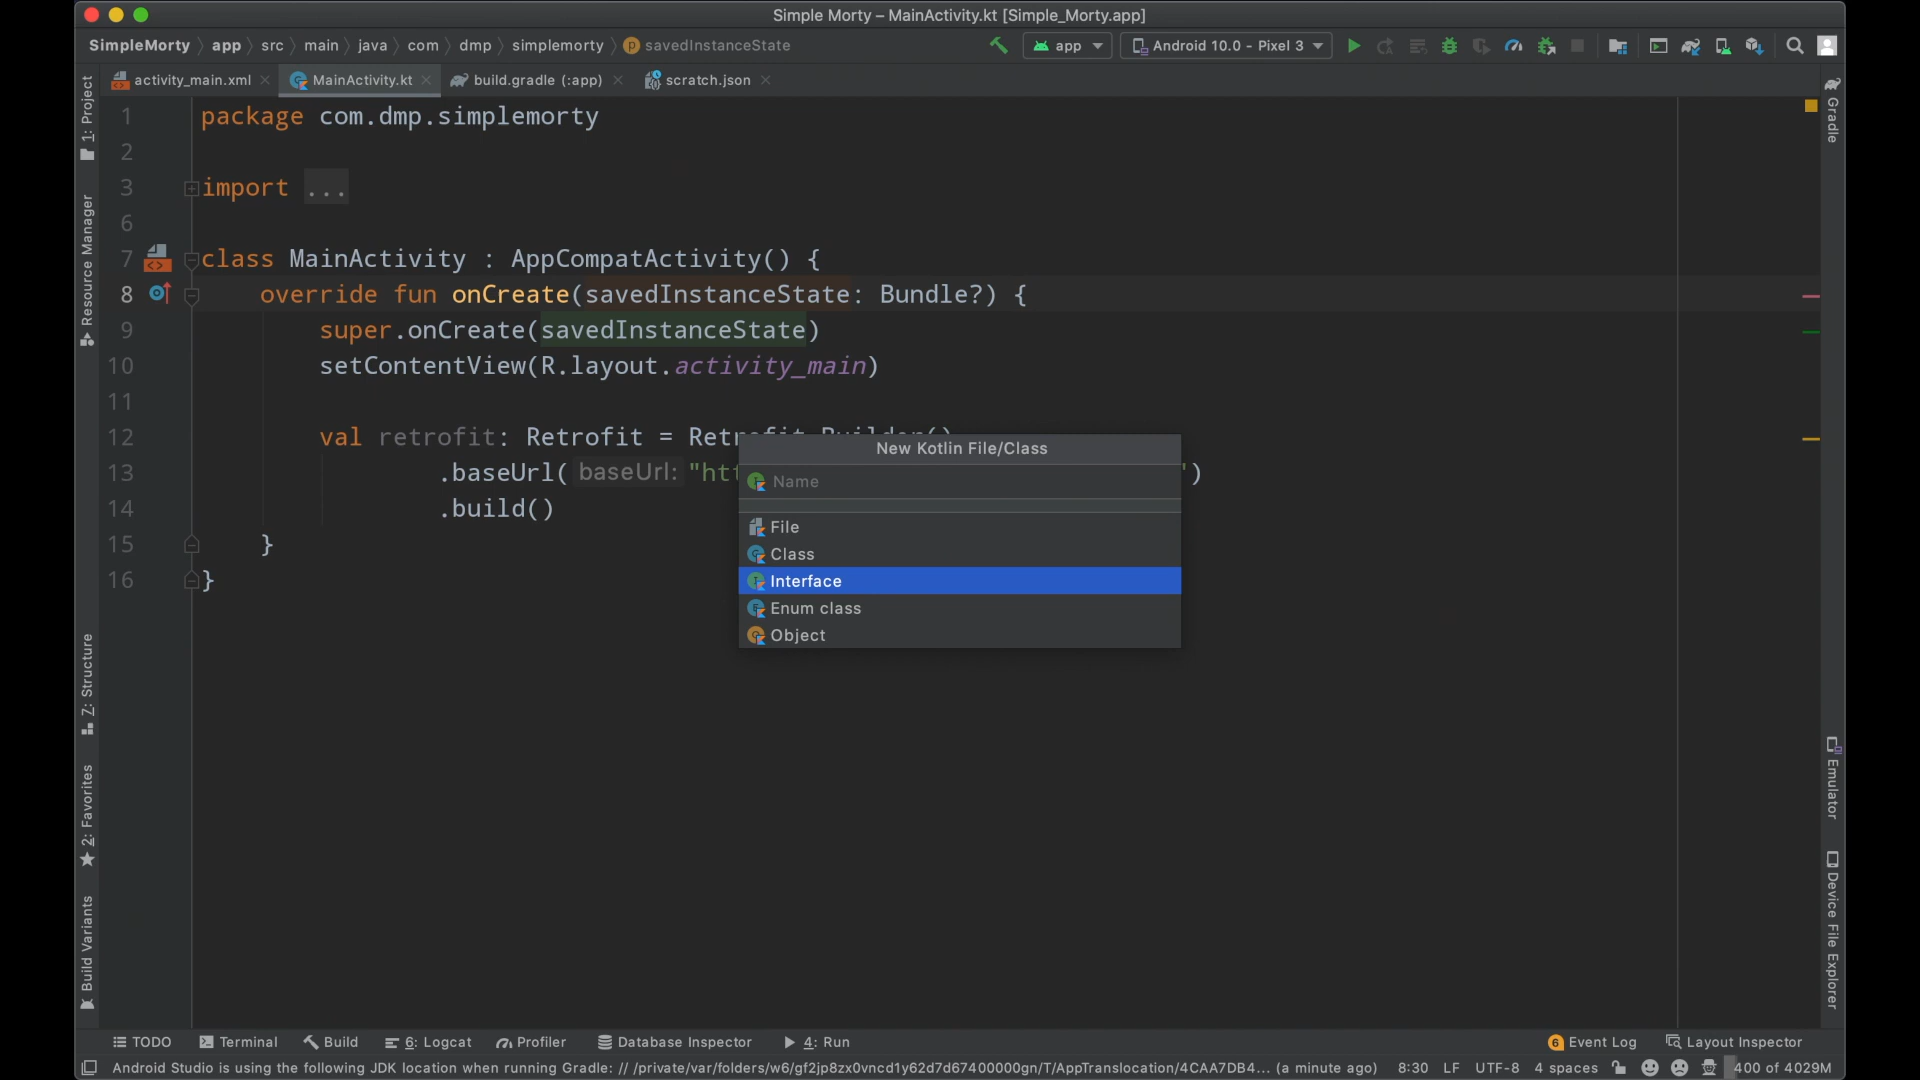 Simple Morty – MainActivity.kt [Simple_Morty.app]
SimpleMorty app src main java com dmp simplemorty savedInstanceState
app
Android 10.0 - Pixel 3
activity_main.xml MainActivity.kt build.gradle (:app) scratch.json
1: Project
Resource Manager
Z: Structure
2: Favorites
Build Variants
1 package com.dmp.simplemorty
2
3 import ...
6
7 class MainActivity : AppCompatActivity() {
8 override fun onCreate(savedInstanceState: Bundle?) {
9 super.onCreate(savedInstanceState)
10 setContentView(R.layout.activity_main)
11
12 val retrofit: Retrofit = Retrofit.Builder()
13 .baseUrl( baseUrl: "htt ")
14 .build()
15 }
16 }
New Kotlin File/Class
Name
File
Class
Interface
Enum class
Object
Gradle
Emulator
Device File Explorer
TODO Terminal Build 6: Logcat Profiler Database Inspector 4: Run 6 Event Log Layout Inspector
Android Studio is using the following JDK location when running Gradle: // /private/var/folders/w6/gf2jp8zx0vncd1y62d7d67400000gn/T/AppTranslocation/4CAA7DB4... (a minute ago) 8:30 LF UTF-8 4 spaces 400 of 4029M